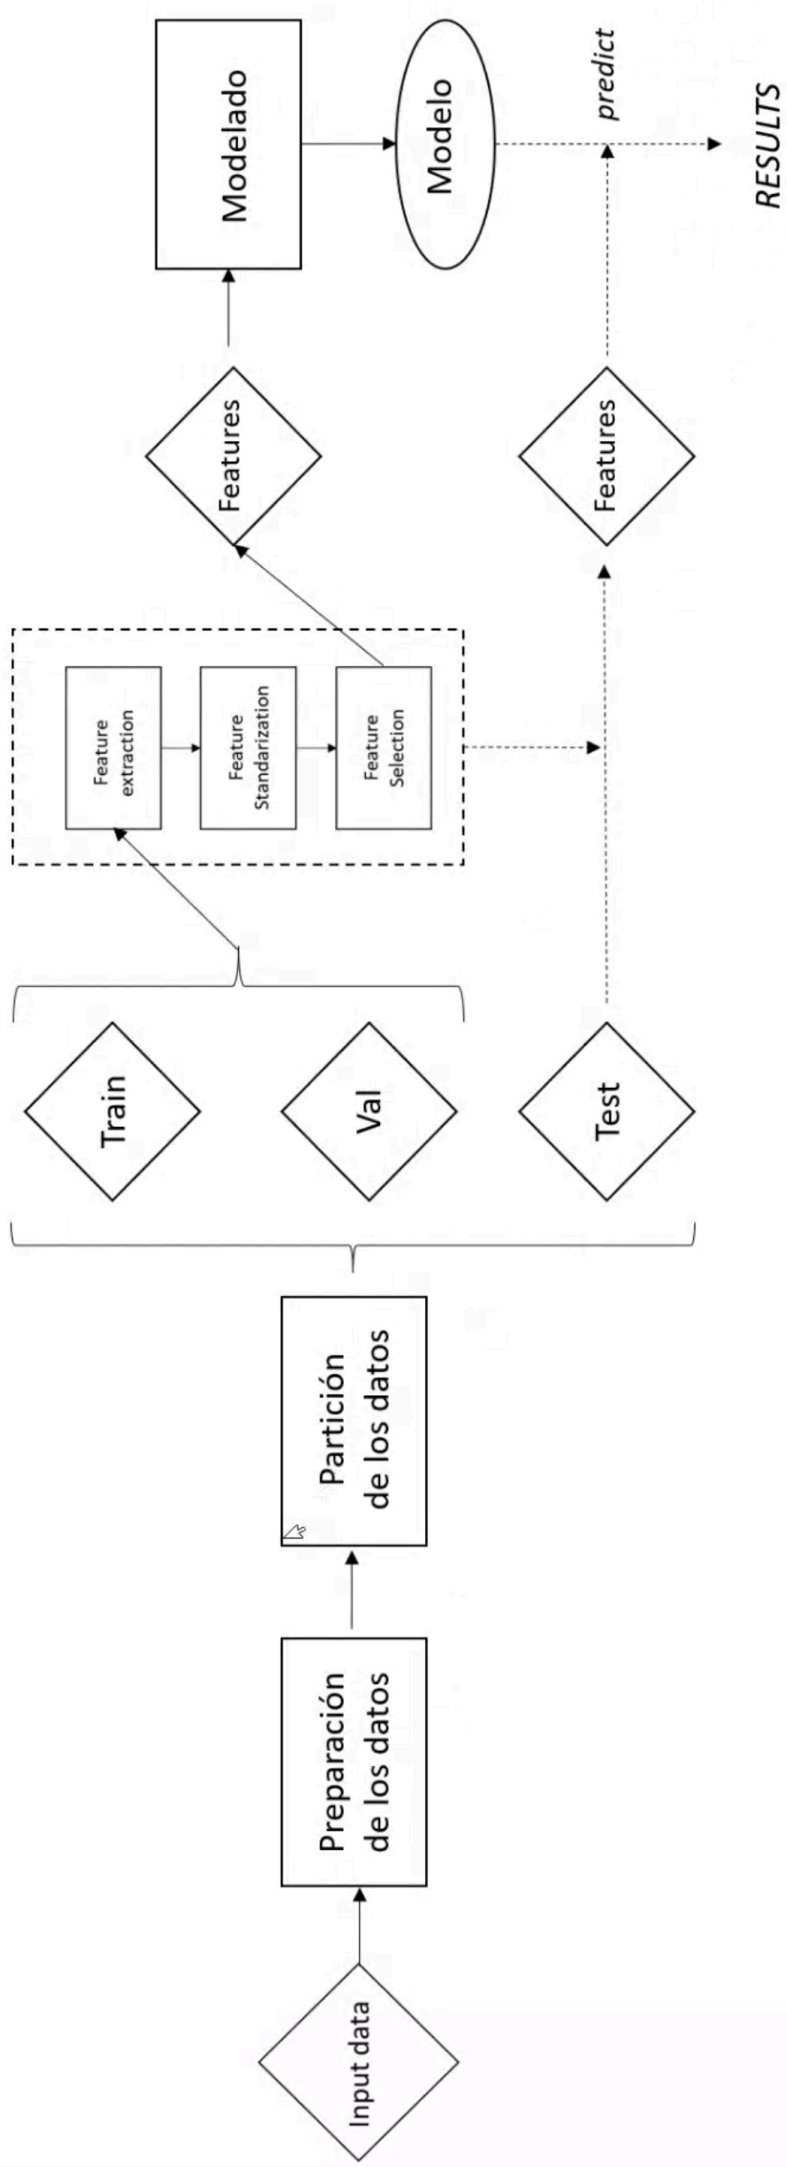 Input data
Preparación
de los datos
Partición
de los datos
Train
Val
Test
Feature
extraction
Feature
Standarization
Feature
Selection
Features
Features
Modelado
Modelo
predict
RESULTS